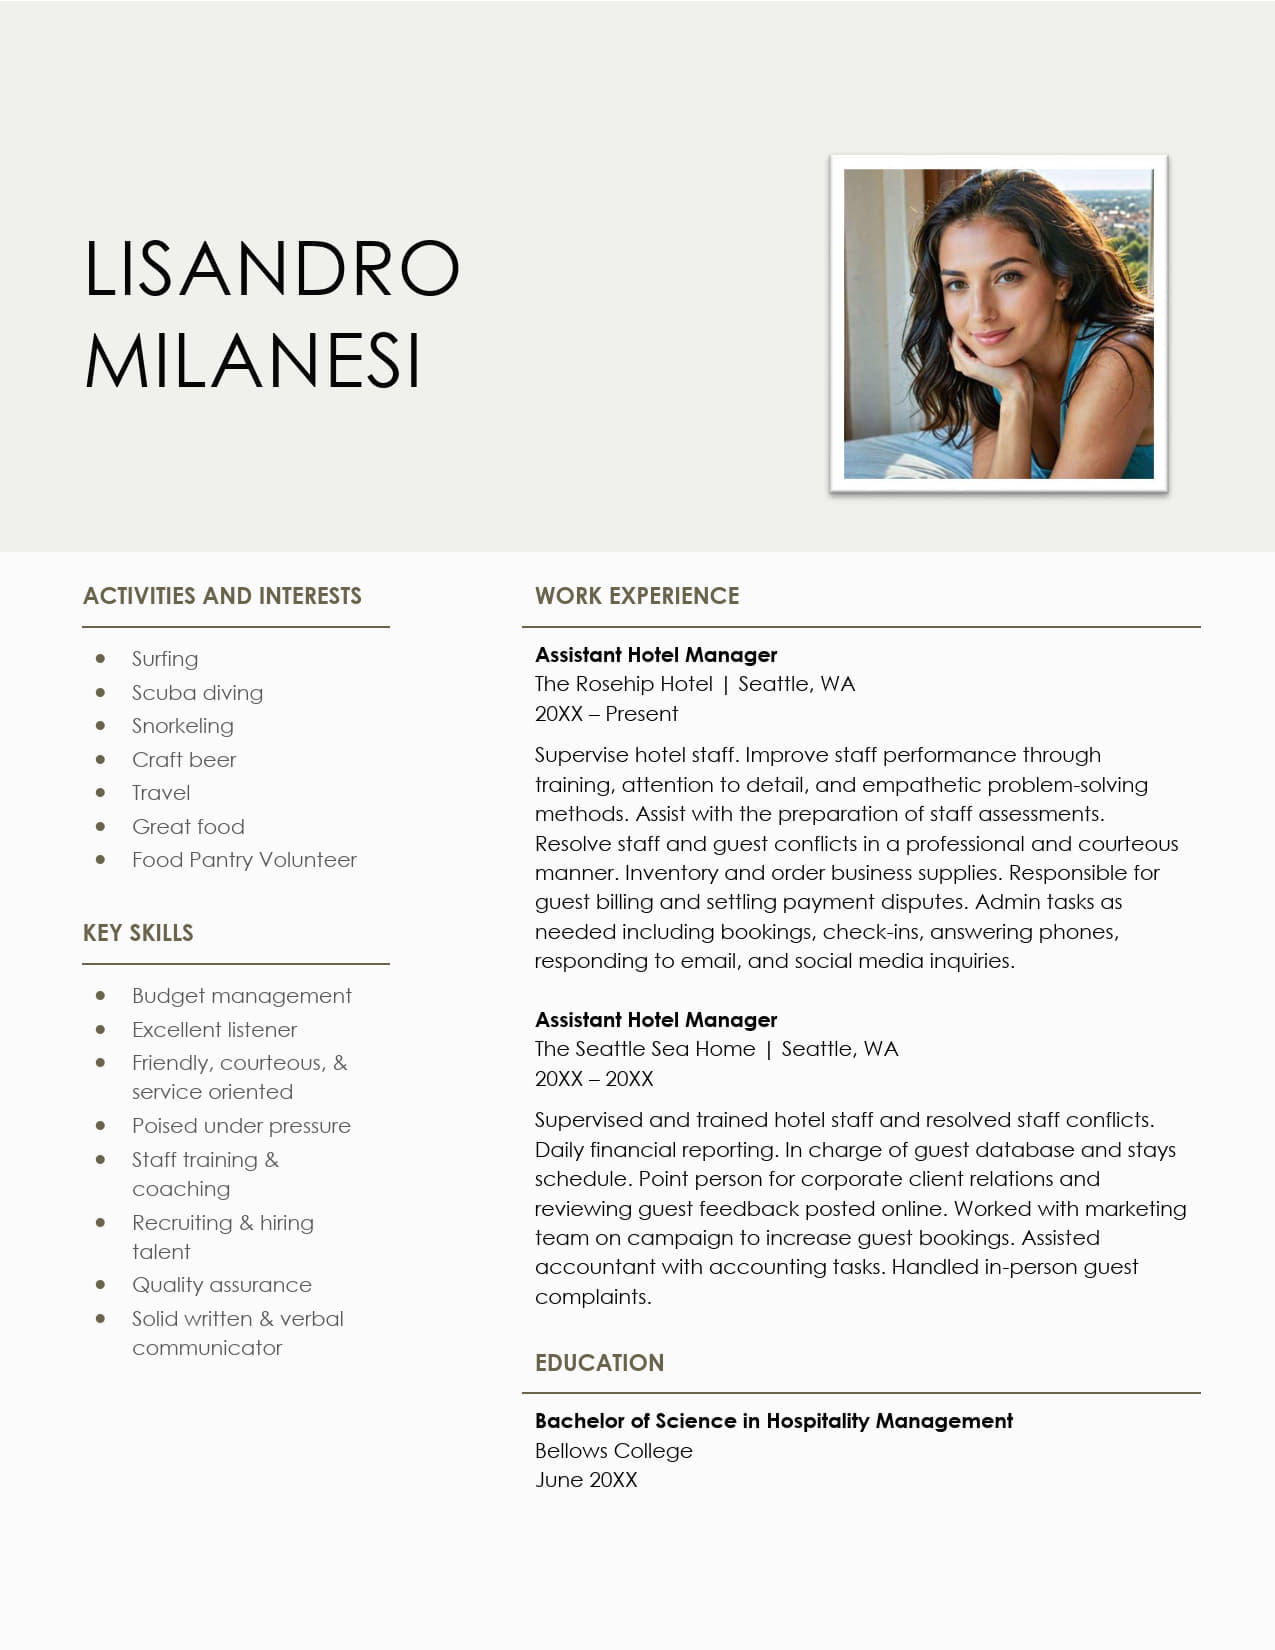 LISANDRO
MILANESI
ACTIVITIES AND INTERESTS
● Surfing
● Scuba diving
● Snorkeling
● Craft beer
● Travel
● Great food
● Food Pantry Volunteer
KEY SKILLS
● Budget management
● Excellent listener
● Friendly, courteous, &
service oriented
● Poised under pressure
● Staff training &
coaching
● Recruiting & hiring
talent
● Quality assurance
● Solid written & verbal
communicator
WORK EXPERIENCE
Assistant Hotel Manager
The Rosehip Hotel | Seattle, WA
20XX – Present
Supervise hotel staff. Improve staff performance through
training, attention to detail, and empathetic problem-solving
methods. Assist with the preparation of staff assessments.
Resolve staff and guest conflicts in a professional and courteous
manner. Inventory and order business supplies. Responsible for
guest billing and settling payment disputes. Admin tasks as
needed including bookings, check-ins, answering phones,
responding to email, and social media inquiries.
Assistant Hotel Manager
The Seattle Sea Home | Seattle, WA
20XX – 20XX
Supervised and trained hotel staff and resolved staff conflicts.
Daily financial reporting. In charge of guest database and stays
schedule. Point person for corporate client relations and
reviewing guest feedback posted online. Worked with marketing
team on campaign to increase guest bookings. Assisted
accountant with accounting tasks. Handled in-person guest
complaints.
EDUCATION
Bachelor of Science in Hospitality Management
Bellows College
June 20XX